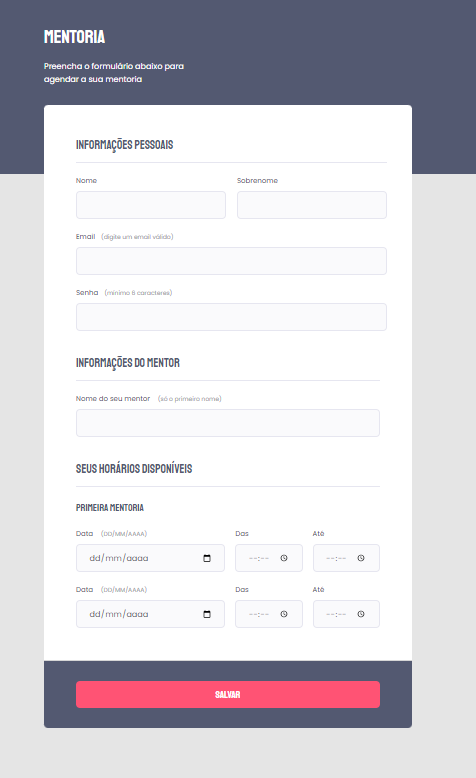 MENTORIA
Preencha o formulário abaixo para
agendar a sua mentoria
INFORMAÇÕES PESSOAIS
Nome Sobrenome
Email (digite um email válido)
Senha (mínimo 6 caracteres)
INFORMAÇÕES DO MENTOR
Nome do seu mentor (só o primeiro nome)
SEUS HORÁRIOS DISPONÍVEIS
PRIMEIRA MENTORIA
Data (DD/MM/AAAA) Das Até
dd/mm/aaaa --:-- --:--
Data (DD/MM/AAAA) Das Até
dd/mm/aaaa --:-- --:--
SALVAR